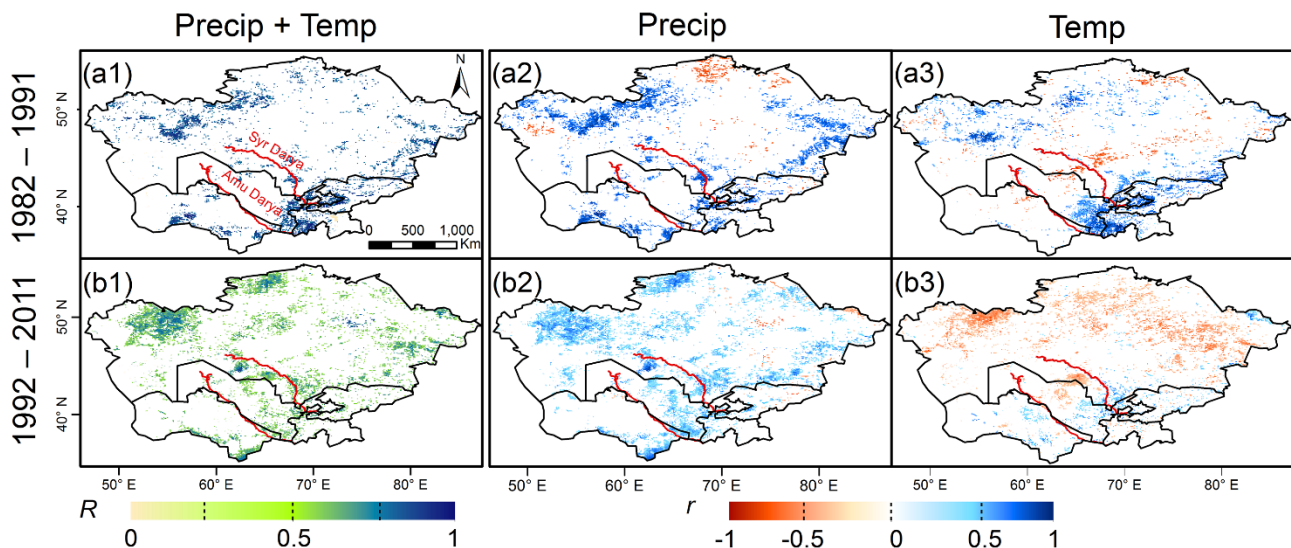 Precip + Temp
Precip
Temp
1982 – 1991
(a1)
N
50° N
40° N
Syr Darya
Amu Darya
0 500 1,000
Km
(a2)
(a3)
1992 – 2011
(b1)
50° N
40° N
(b2)
(b3)
50° E 60° E 70° E 80° E
50° E 60° E 70° E 80° E
50° E 60° E 70° E 80° E
R
0 0.5 1
r
-1 -0.5 0 0.5 1